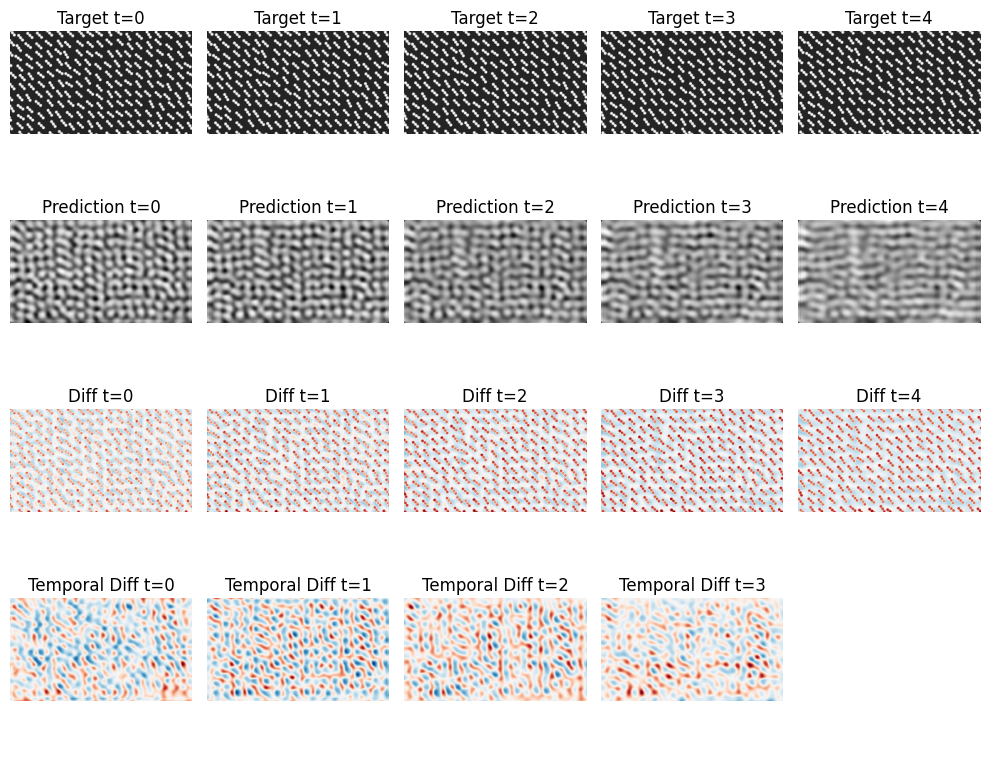 Target t=0 Target t=1 Target t=2 Target t=3 Target t=4
Prediction t=0 Prediction t=1 Prediction t=2 Prediction t=3 Prediction t=4
Diff t=0 Diff t=1 Diff t=2 Diff t=3 Diff t=4
Temporal Diff t=0 Temporal Diff t=1 Temporal Diff t=2 Temporal Diff t=3